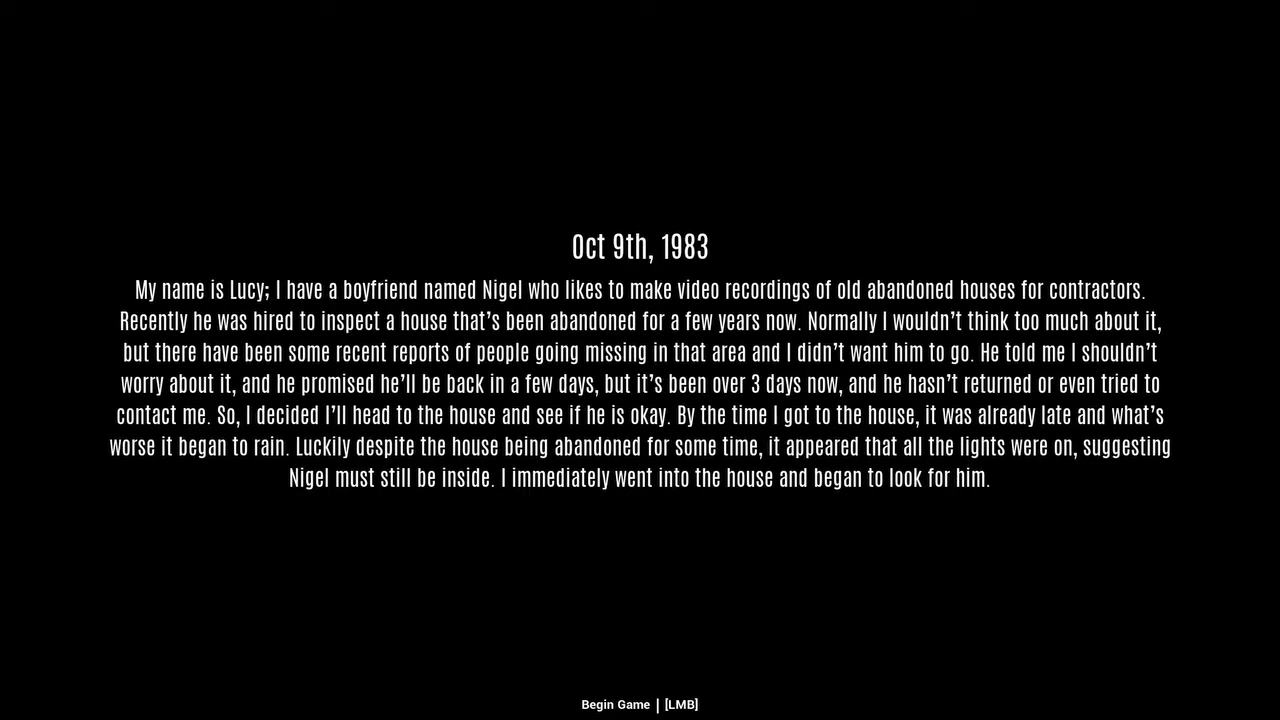 Oct 9th, 1983
My name is Lucy; I have a boyfriend named Nigel who likes to make video recordings of old abandoned houses for contractors.
Recently he was hired to inspect a house that’s been abandoned for a few years now. Normally I wouldn’t think too much about it,
but there have been some recent reports of people going missing in that area and I didn’t want him to go. He told me I shouldn’t
worry about it, and he promised he’ll be back in a few days, but it’s been over 3 days now, and he hasn’t returned or even tried to
contact me. So, I decided I’ll head to the house and see if he is okay. By the time I got to the house, it was already late and what’s
worse it began to rain. Luckily despite the house being abandoned for some time, it appeared that all the lights were on, suggesting
Nigel must still be inside. I immediately went into the house and began to look for him.
Begin Game | [LMB]